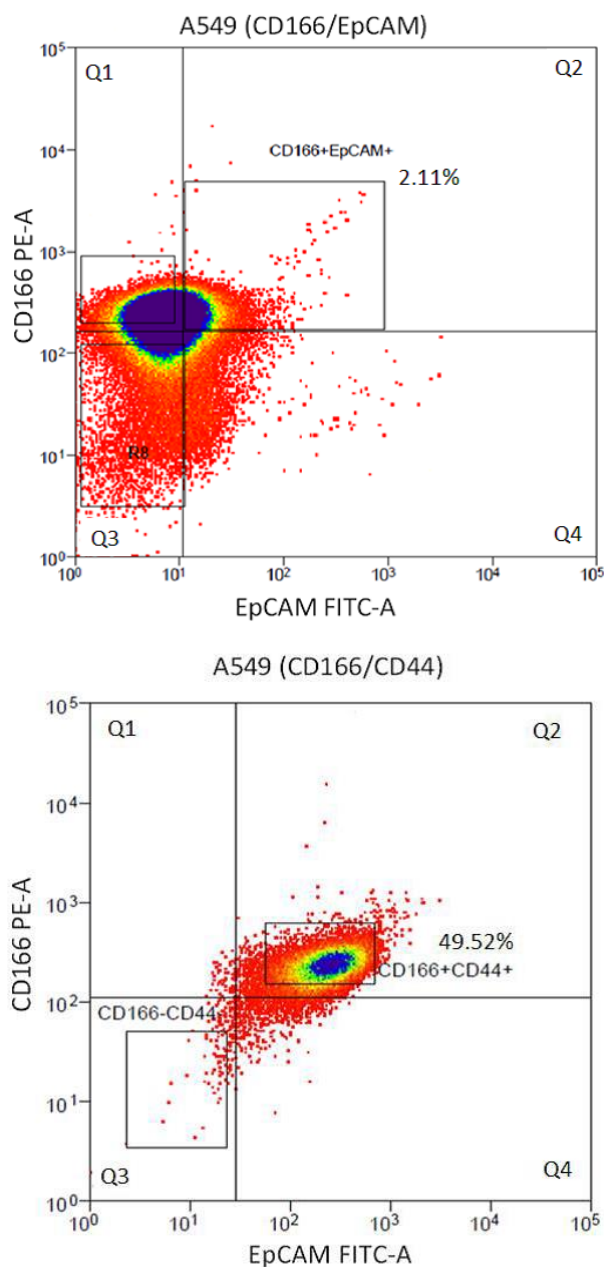 A549 (CD166/EpCAM)
10^5
Q1
Q2
10^4
CD166+EpCAM+
2.11%
CD166 PE-A
10^3
10^2
10^1
R8
Q3
Q4
10^0
10^0 10^1 10^2 10^3 10^4 10^5
EpCAM FITC-A
A549 (CD166/CD44)
10^5
Q1
Q2
10^4
CD166 PE-A
10^3
49.52%
CD166+CD44+
10^2
CD166-CD44-
10^1
Q3
Q4
10^0
10^0 10^1 10^2 10^3 10^4 10^5
EpCAM FITC-A